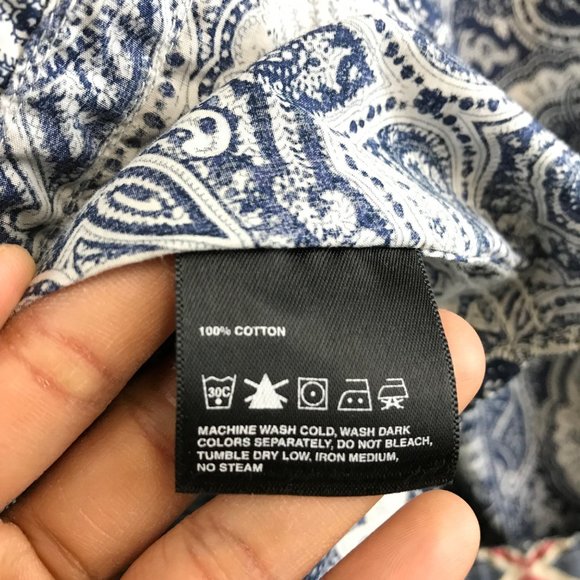 100% COTTON
30C
MACHINE WASH COLD, WASH DARK
COLORS SEPARATELY, DO NOT BLEACH,
TUMBLE DRY LOW, IRON MEDIUM,
NO STEAM